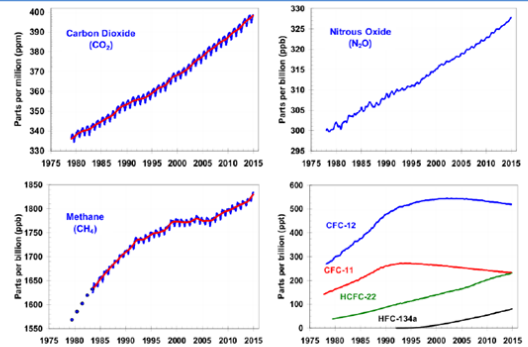 Carbon Dioxide
(CO₂)
Parts per million (ppm)
400
390
380
370
360
350
340
330
1975 1980 1985 1990 1995 2000 2005 2010 2015
Nitrous Oxide
(N₂O)
Parts per billion (ppb)
330
325
320
315
310
305
300
295
1975 1980 1985 1990 1995 2000 2005 2010 2015
Methane
(CH₄)
Parts per billion (ppb)
1850
1800
1750
1700
1650
1600
1550
1975 1980 1985 1990 1995 2000 2005 2010 2015
Parts per billion (ppt)
600
500
400
300
200
100
0
CFC-12
CFC-11
HCFC-22
HFC-134a
1975 1980 1985 1990 1995 2000 2005 2010 2015